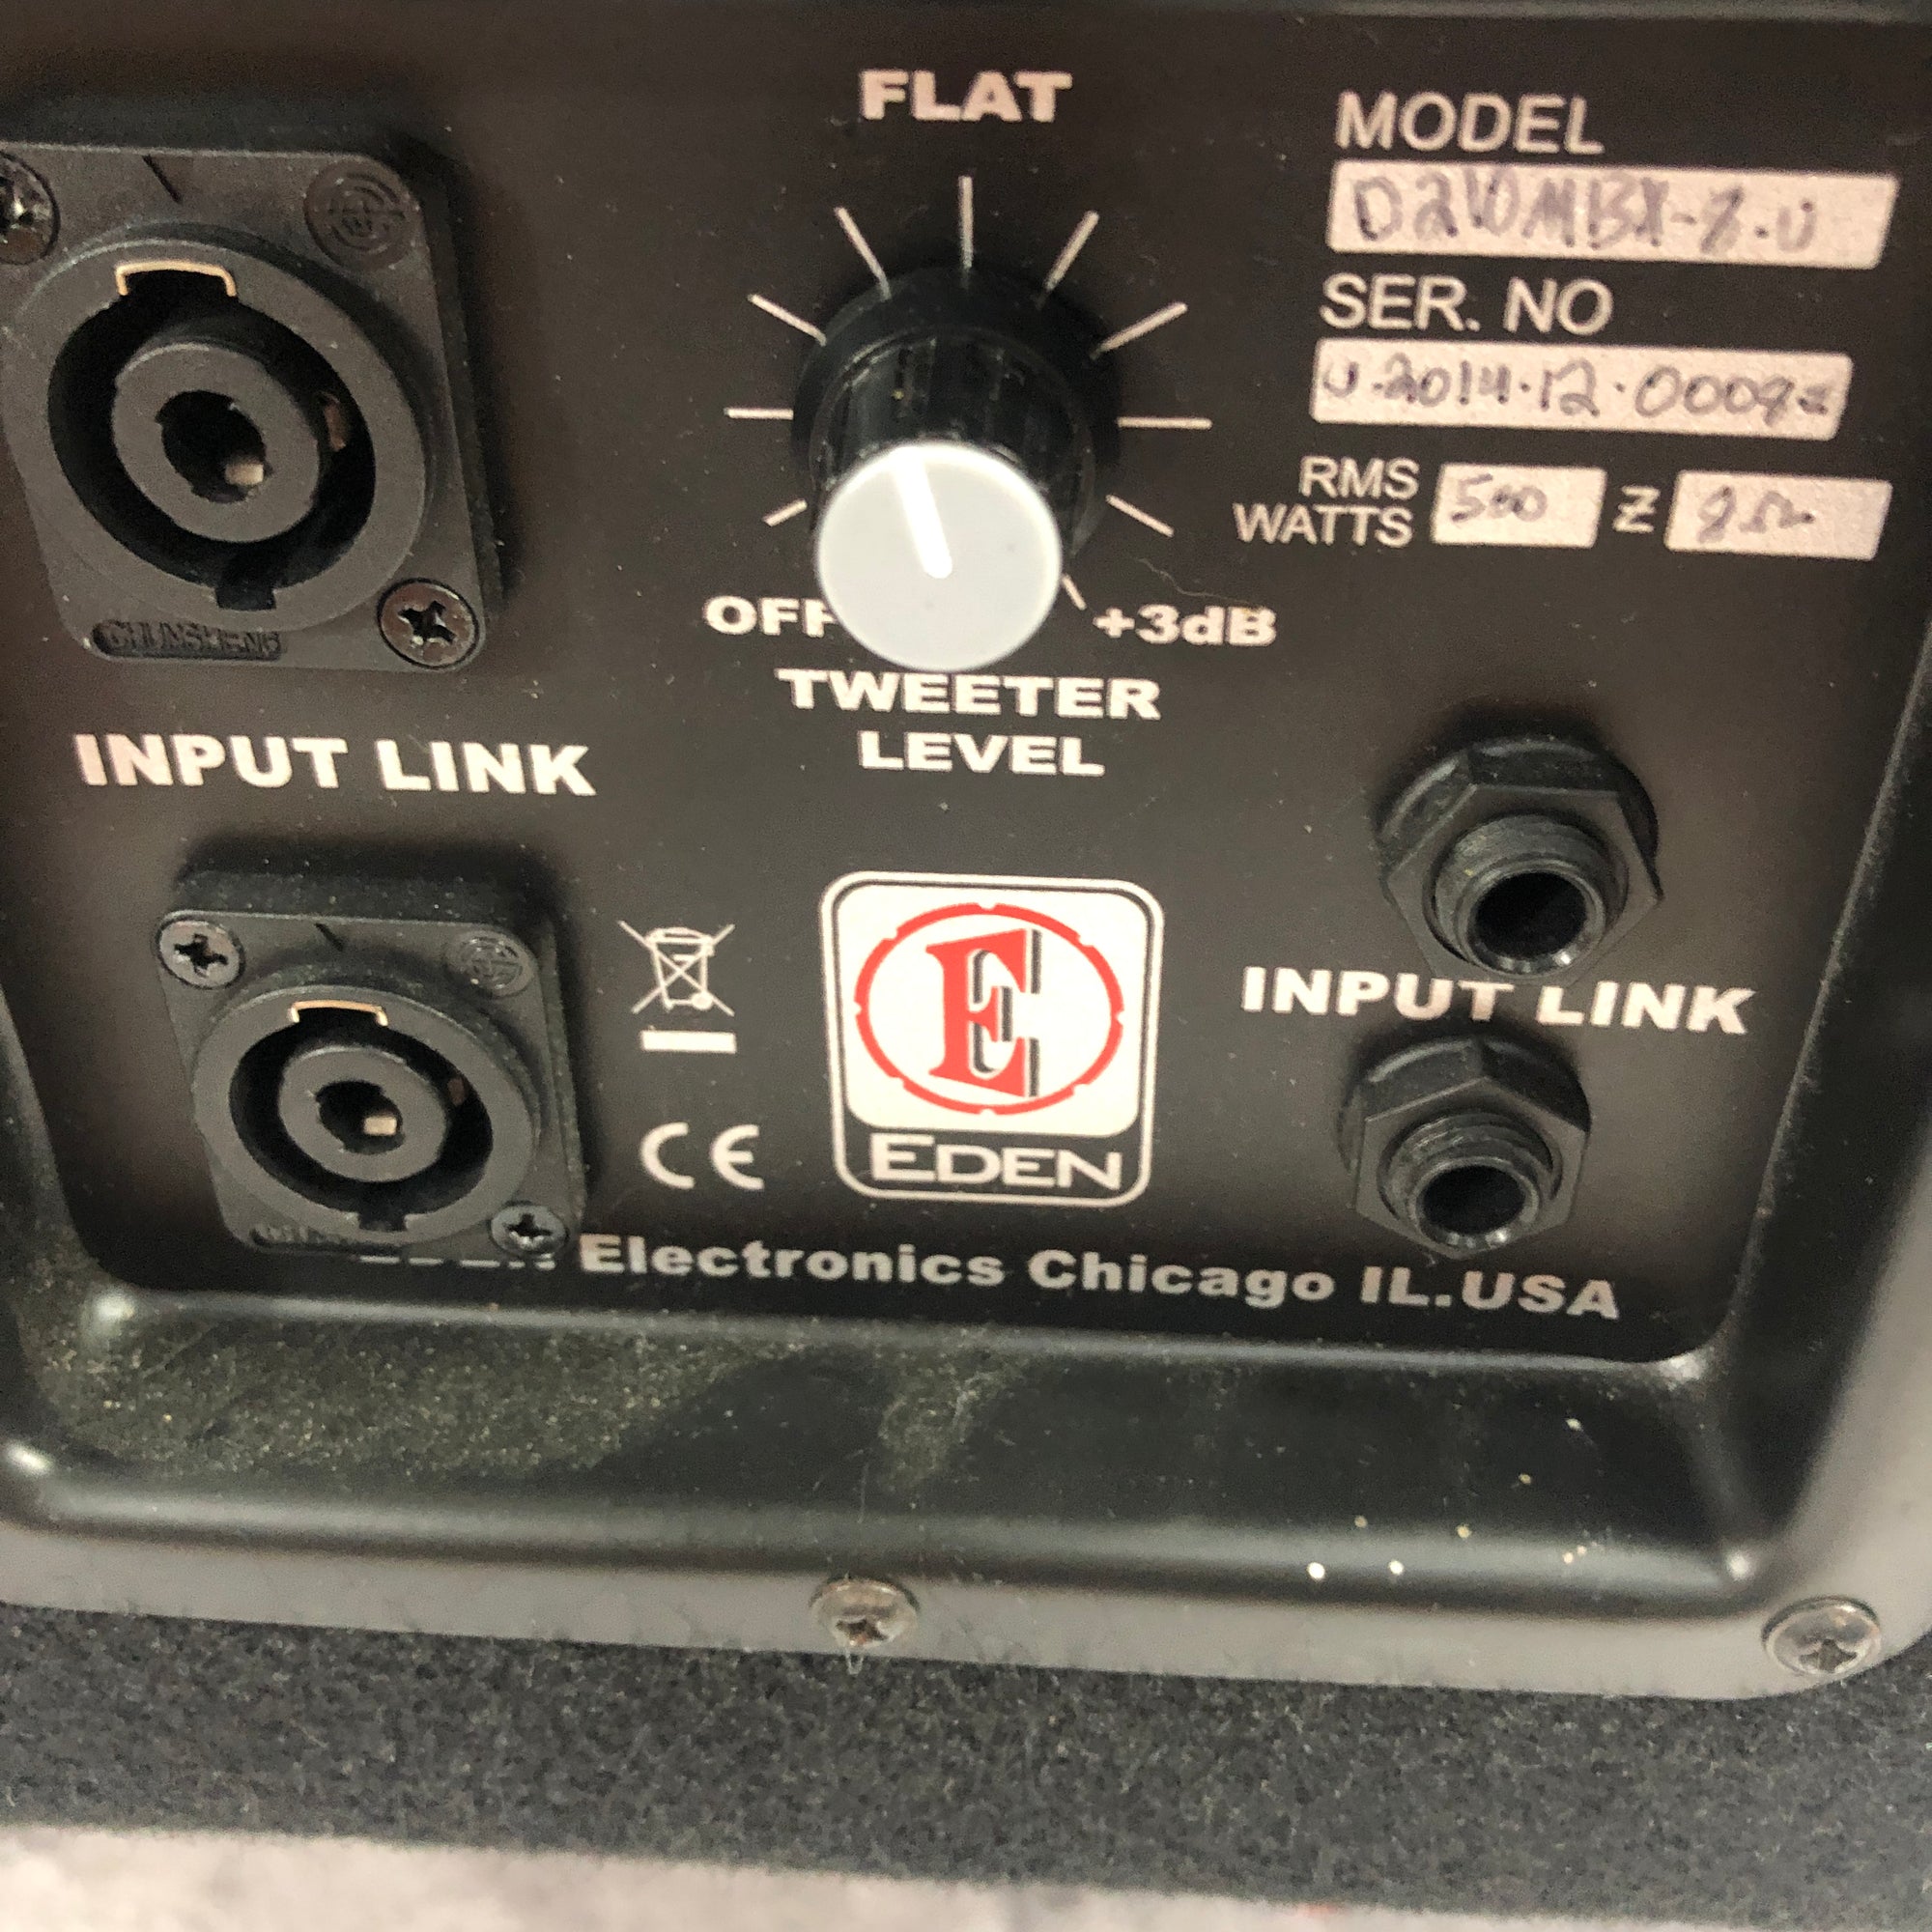 FLAT
MODEL
D210MBX-8-U
SER. NO
U-2014-12-0009
RMS WATTS 500 Z 8Ω
OFF +3dB
TWEETER
LEVEL
INPUT LINK
INPUT LINK
E
CE
EDEN
Electronics Chicago IL.USA